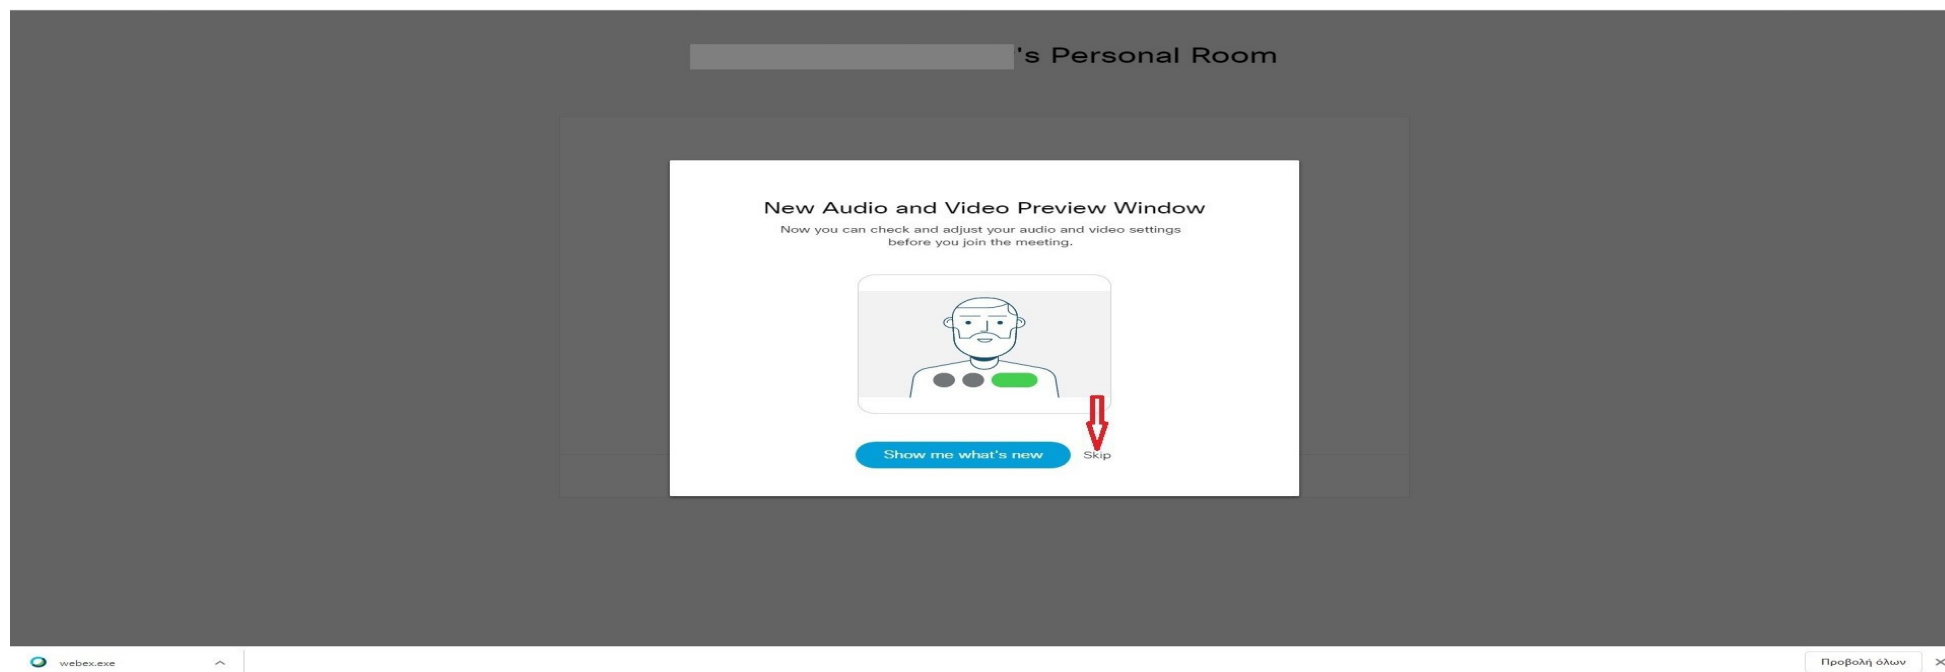 's Personal Room
New Audio and Video Preview Window
Now you can check and adjust your audio and video settings
before you join the meeting.
Show me what's new
Skip
webex.exe
Προβολή όλων